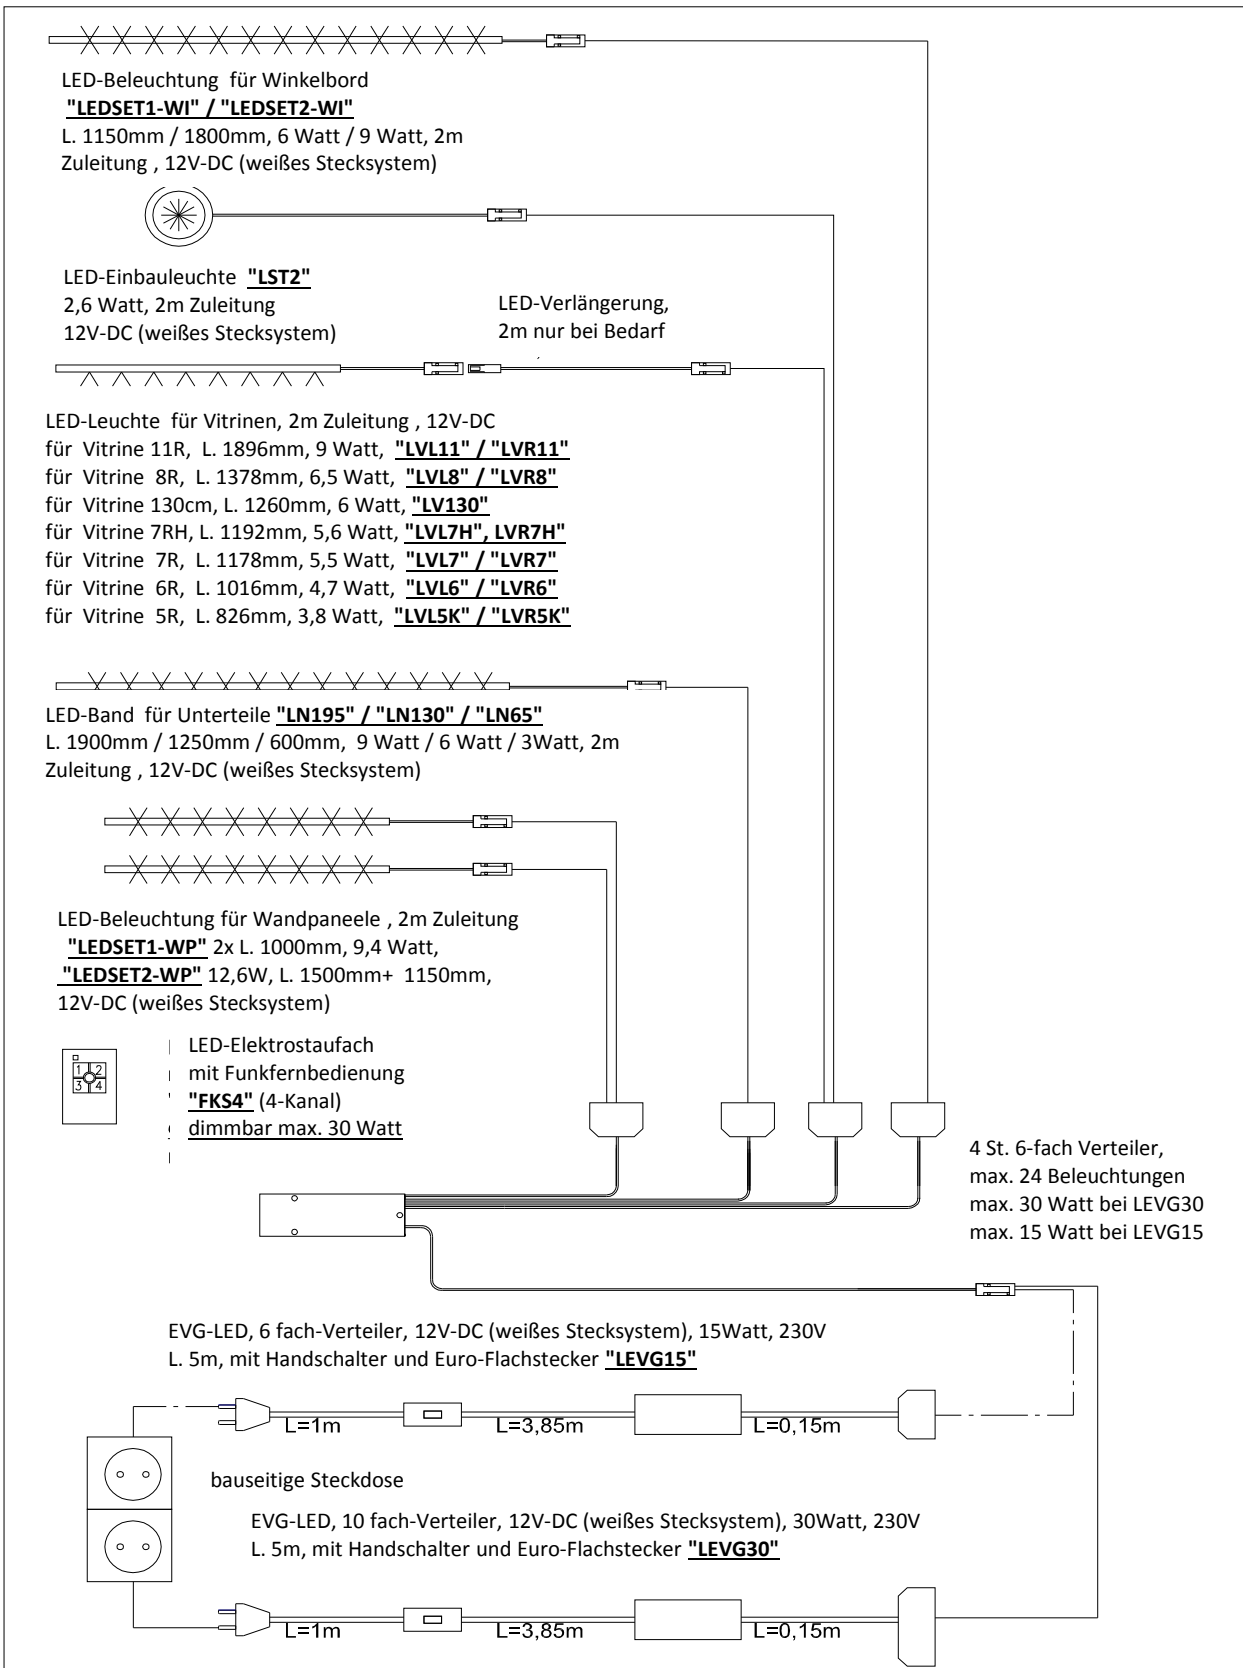 LED-Beleuchtung für Winkelbord
"LEDSET1-WI" / "LEDSET2-WI"
L. 1150mm / 1800mm, 6 Watt / 9 Watt, 2m
Zuleitung , 12V-DC (weißes Stecksystem)
LED-Einbauleuchte "LST2"
2,6 Watt, 2m Zuleitung
12V-DC (weißes Stecksystem)
LED-Verlängerung,
2m nur bei Bedarf
LED-Leuchte für Vitrinen, 2m Zuleitung , 12V-DC
für Vitrine 11R, L. 1896mm, 9 Watt, "LVL11" / "LVR11"
für Vitrine 8R, L. 1378mm, 6,5 Watt, "LVL8" / "LVR8"
für Vitrine 130cm, L. 1260mm, 6 Watt, "LV130"
für Vitrine 7RH, L. 1192mm, 5,6 Watt, "LVL7H", LVR7H"
für Vitrine 7R, L. 1178mm, 5,5 Watt, "LVL7" / "LVR7"
für Vitrine 6R, L. 1016mm, 4,7 Watt, "LVL6" / "LVR6"
für Vitrine 5R, L. 826mm, 3,8 Watt, "LVL5K" / "LVR5K"
LED-Band für Unterteile "LN195" / "LN130" / "LN65"
L. 1900mm / 1250mm / 600mm, 9 Watt / 6 Watt / 3Watt, 2m
Zuleitung , 12V-DC (weißes Stecksystem)
LED-Beleuchtung für Wandpaneele , 2m Zuleitung
"LEDSET1-WP" 2x L. 1000mm, 9,4 Watt,
"LEDSET2-WP" 12,6W, L. 1500mm+ 1150mm,
12V-DC (weißes Stecksystem)
1 2
3 4
LED-Elektrostaufach
mit Funkfernbedienung
"FKS4" (4-Kanal)
dimmbar max. 30 Watt
4 St. 6-fach Verteiler,
max. 24 Beleuchtungen
max. 30 Watt bei LEVG30
max. 15 Watt bei LEVG15
EVG-LED, 6 fach-Verteiler, 12V-DC (weißes Stecksystem), 15Watt, 230V
L. 5m, mit Handschalter und Euro-Flachstecker "LEVG15"
L=1m L=3,85m L=0,15m
bauseitige Steckdose
EVG-LED, 10 fach-Verteiler, 12V-DC (weißes Stecksystem), 30Watt, 230V
L. 5m, mit Handschalter und Euro-Flachstecker "LEVG30"
L=1m L=3,85m L=0,15m